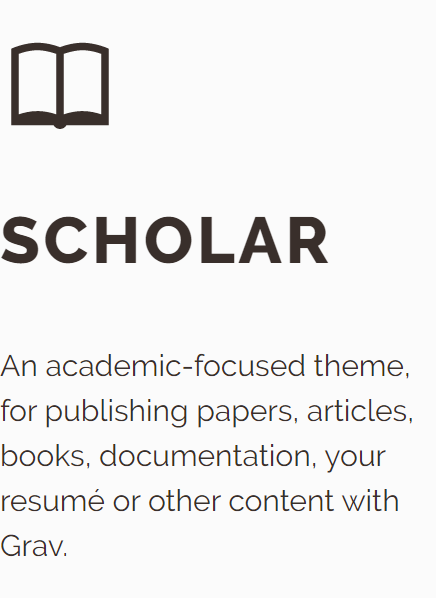 SCHOLAR
An academic-focused theme,
for publishing papers, articles,
books, documentation, your
resumé or other content with
Grav.